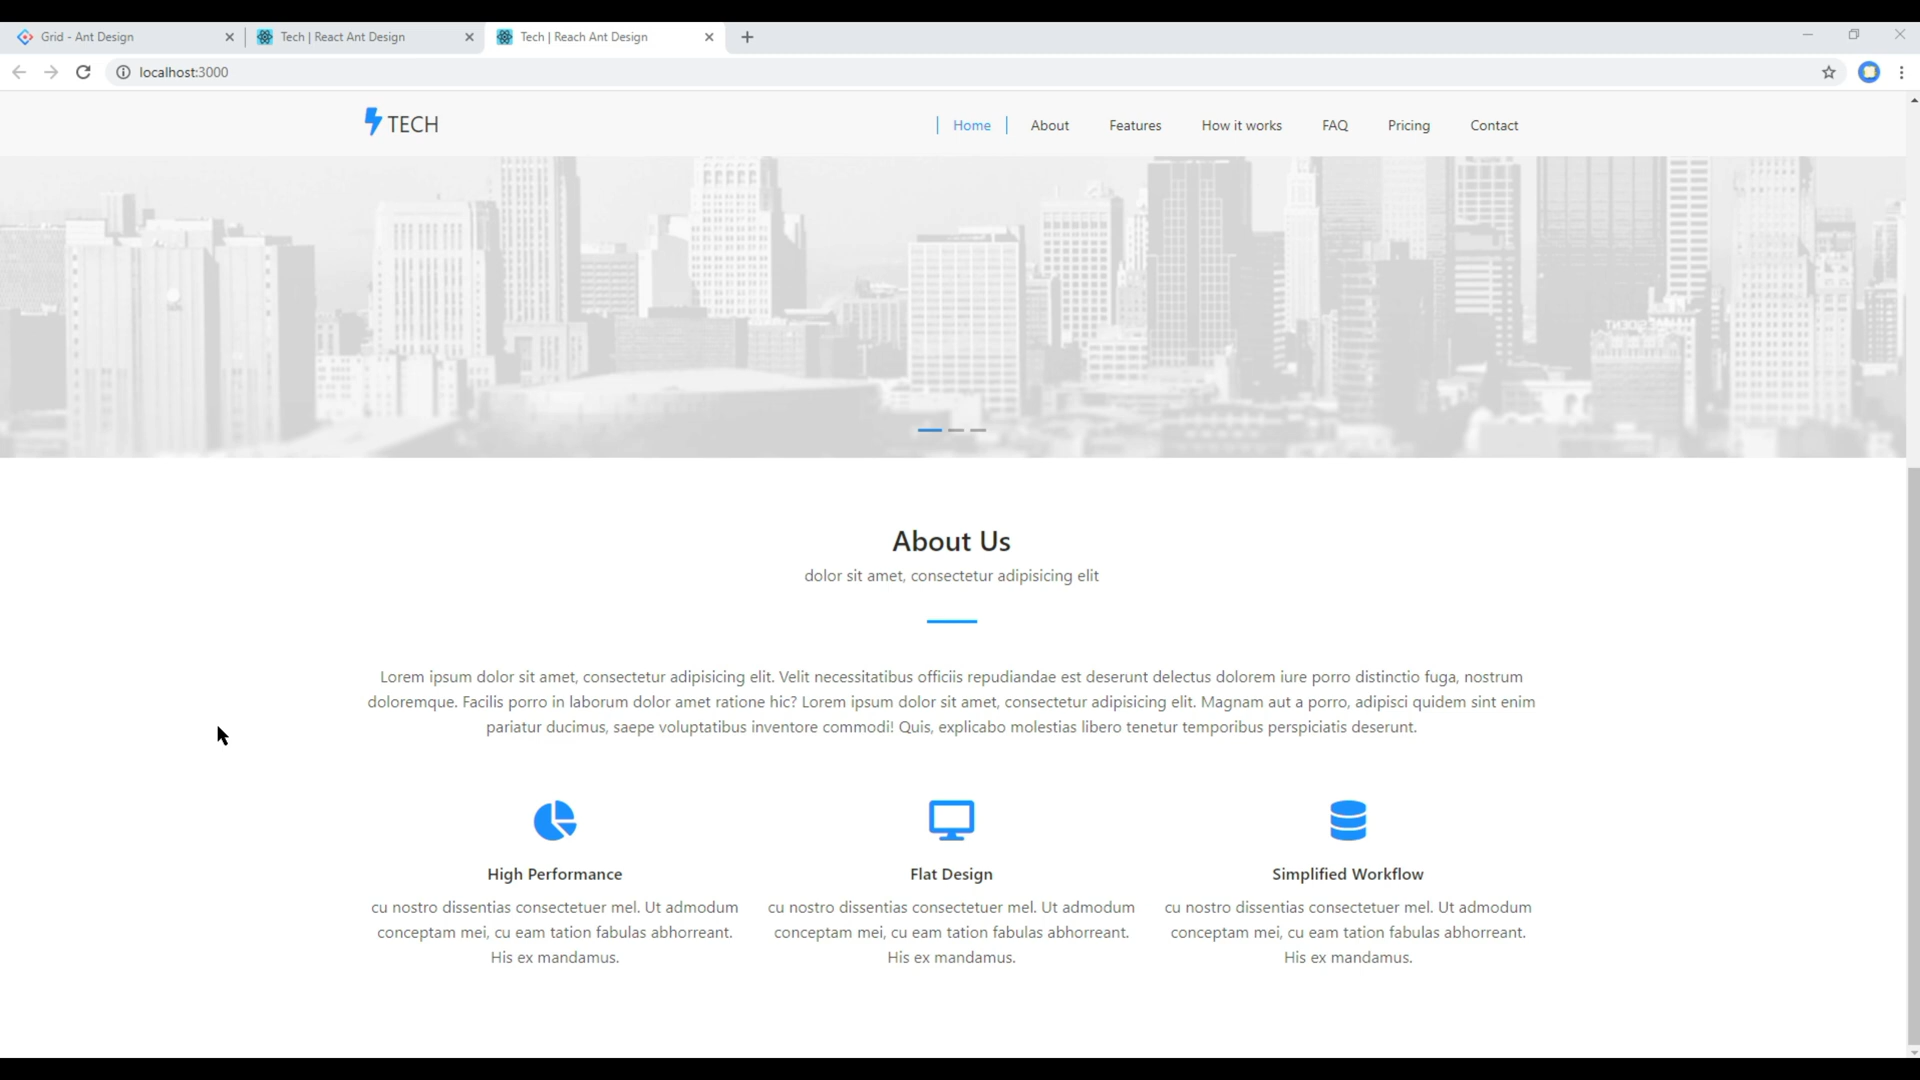 Grid - Ant Design
Tech | React Ant Design
Tech | Reach Ant Design
localhost:3000
TECH
Home
About
Features
How it works
FAQ
Pricing
Contact
About Us
dolor sit amet, consectetur adipisicing elit
Lorem ipsum dolor sit amet, consectetur adipisicing elit. Velit necessitatibus officiis repudiandae est deserunt delectus dolorem iure porro distinctio fuga, nostrum
doloremque. Facilis porro in laborum dolor amet ratione hic? Lorem ipsum dolor sit amet, consectetur adipisicing elit. Magnam aut a porro, adipisci quidem sint enim
pariatur ducimus, saepe voluptatibus inventore commodi! Quis, explicabo molestias libero tenetur temporibus perspiciatis deserunt.
High Performance
cu nostro dissentias consectetuer mel. Ut admodum
conceptam mei, cu eam tation fabulas abhorreant.
His ex mandamus.
Flat Design
cu nostro dissentias consectetuer mel. Ut admodum
conceptam mei, cu eam tation fabulas abhorreant.
His ex mandamus.
Simplified Workflow
cu nostro dissentias consectetuer mel. Ut admodum
conceptam mei, cu eam tation fabulas abhorreant.
His ex mandamus.